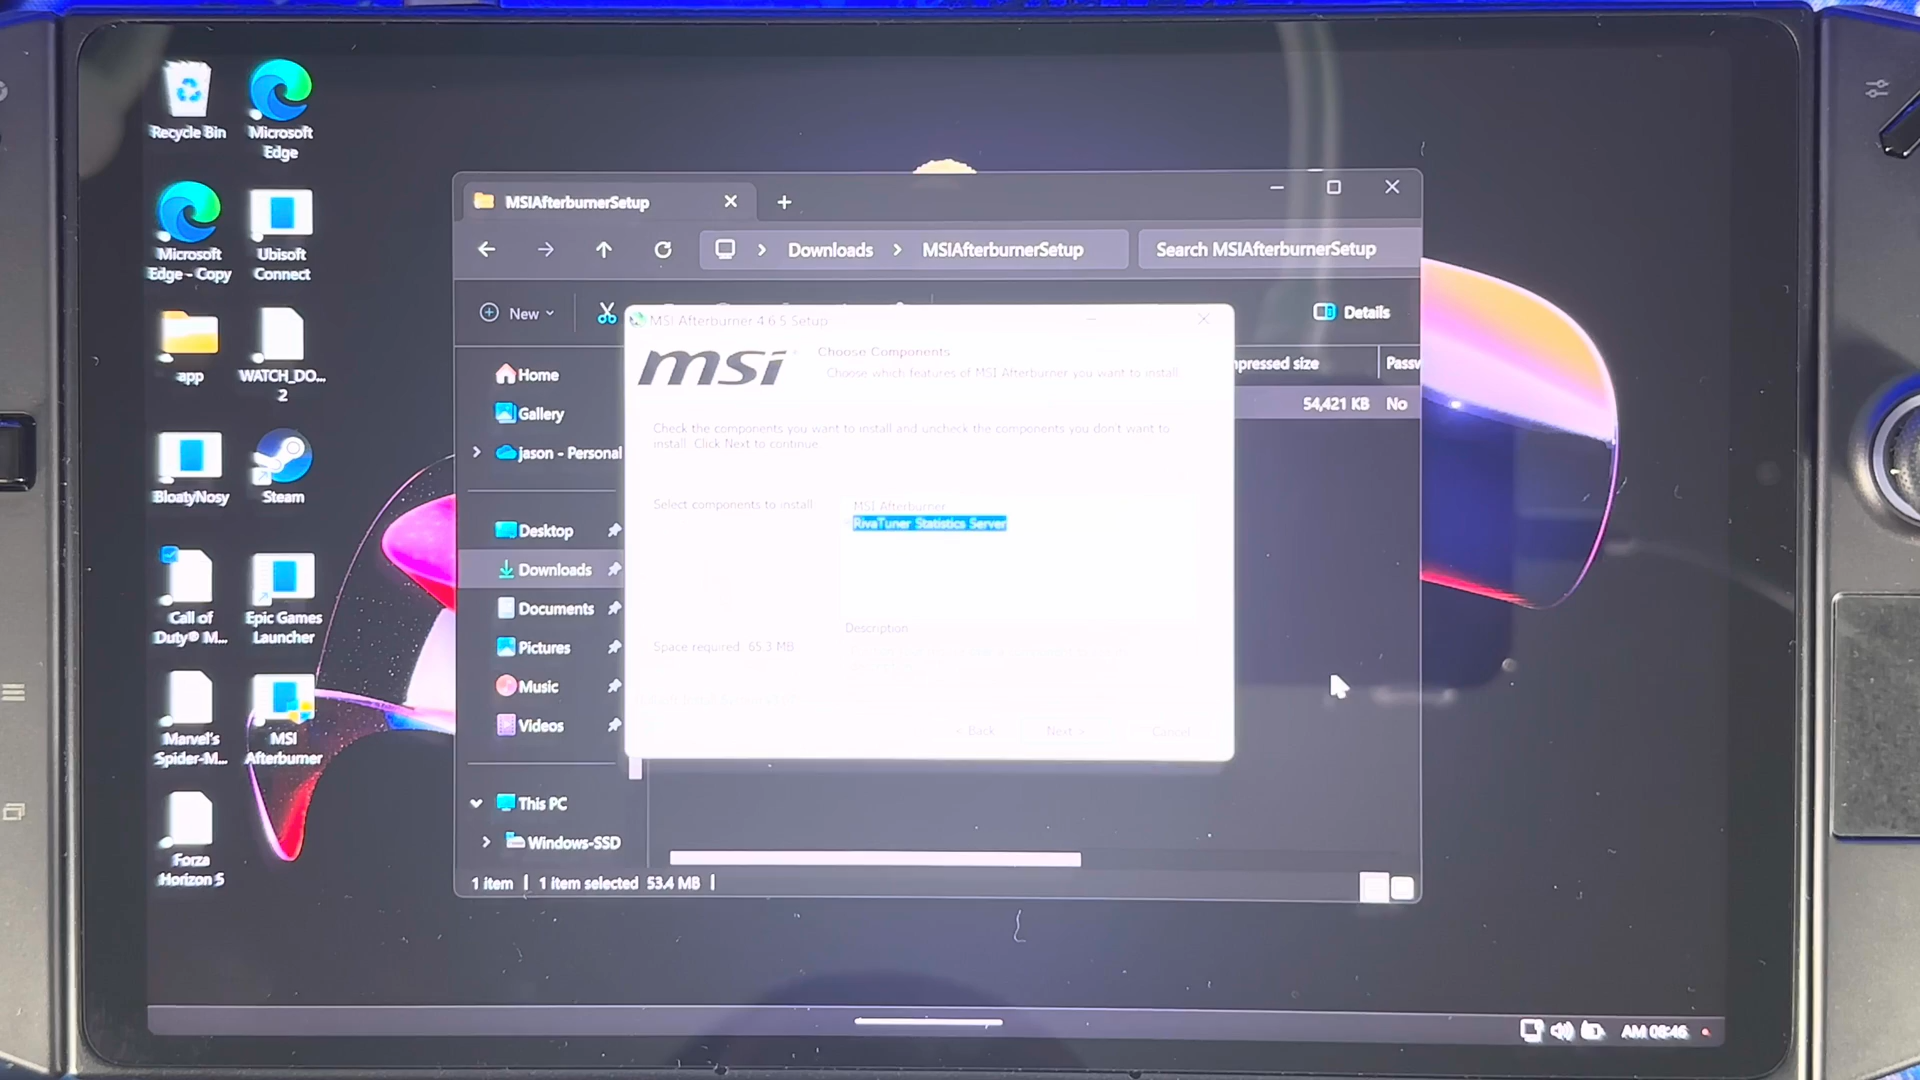 Recycle Bin
Microsoft
Edge
Microsoft
Edge - Copy
Ubisoft
Connect
app
WATCH_DO...
2
BloatyNosy
Steam
Call of
Duty® M...
Epic Games
Launcher
Marvel's
Spider-M...
MSI
Afterburner
Forza
Horizon 5
MSIAfterburnerSetup
Downloads
MSIAfterburnerSetup
Search MSIAfterburnerSetup
New
Details
mpressed size
Passw
54,421 KB No
Home
Gallery
jason - Personal
Desktop
Downloads
Documents
Pictures
Music
Videos
This PC
Windows-SSD
1 item | 1 item selected 53.4 MB |
MSI Afterburner 4.6.5 Setup
msi
Choose Components
Choose which features of MSI Afterburner you want to install.
Check the components you want to install and uncheck the components you don't want to
install. Click Next to continue.
Select components to install:
MSI Afterburner
RivaTuner Statistics Server
Description
Space required: 65.3 MB
< Back
Next >
Cancel
AM 08:46